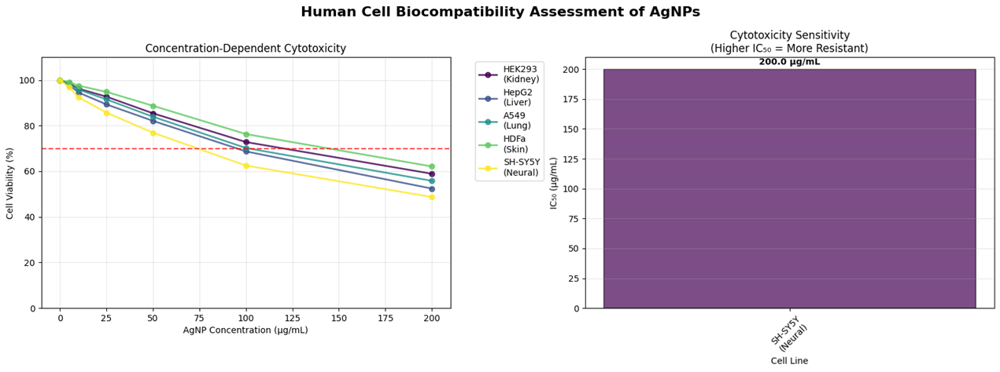 Human Cell Biocompatibility Assessment of AgNPs
Concentration-Dependent Cytotoxicity
Cell Viability (%)
100
80
60
40
20
0
0 25 50 75 100 125 150 175 200
AgNP Concentration (µg/mL)
HEK293
(Kidney)
HepG2
(Liver)
A549
(Lung)
HDFa
(Skin)
SH-SY5Y
(Neural)
Cytotoxicity Sensitivity
(Higher IC₅₀ = More Resistant)
200.0 µg/mL
IC₅₀ (µg/mL)
200
175
150
125
100
75
50
25
0
SH-SY5Y
(Neural)
Cell Line